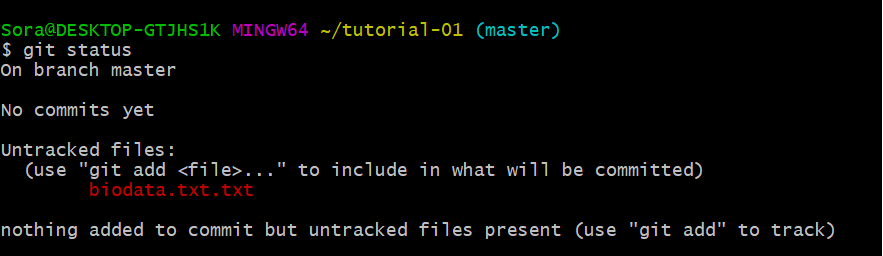 Sora@DESKTOP-GTJHS1K MINGW64 ~/tutorial-01 (master)
$ git status
On branch master
No commits yet
Untracked files:
(use "git add <file>..." to include in what will be committed)
biodata.txt.txt
nothing added to commit but untracked files present (use "git add" to track)